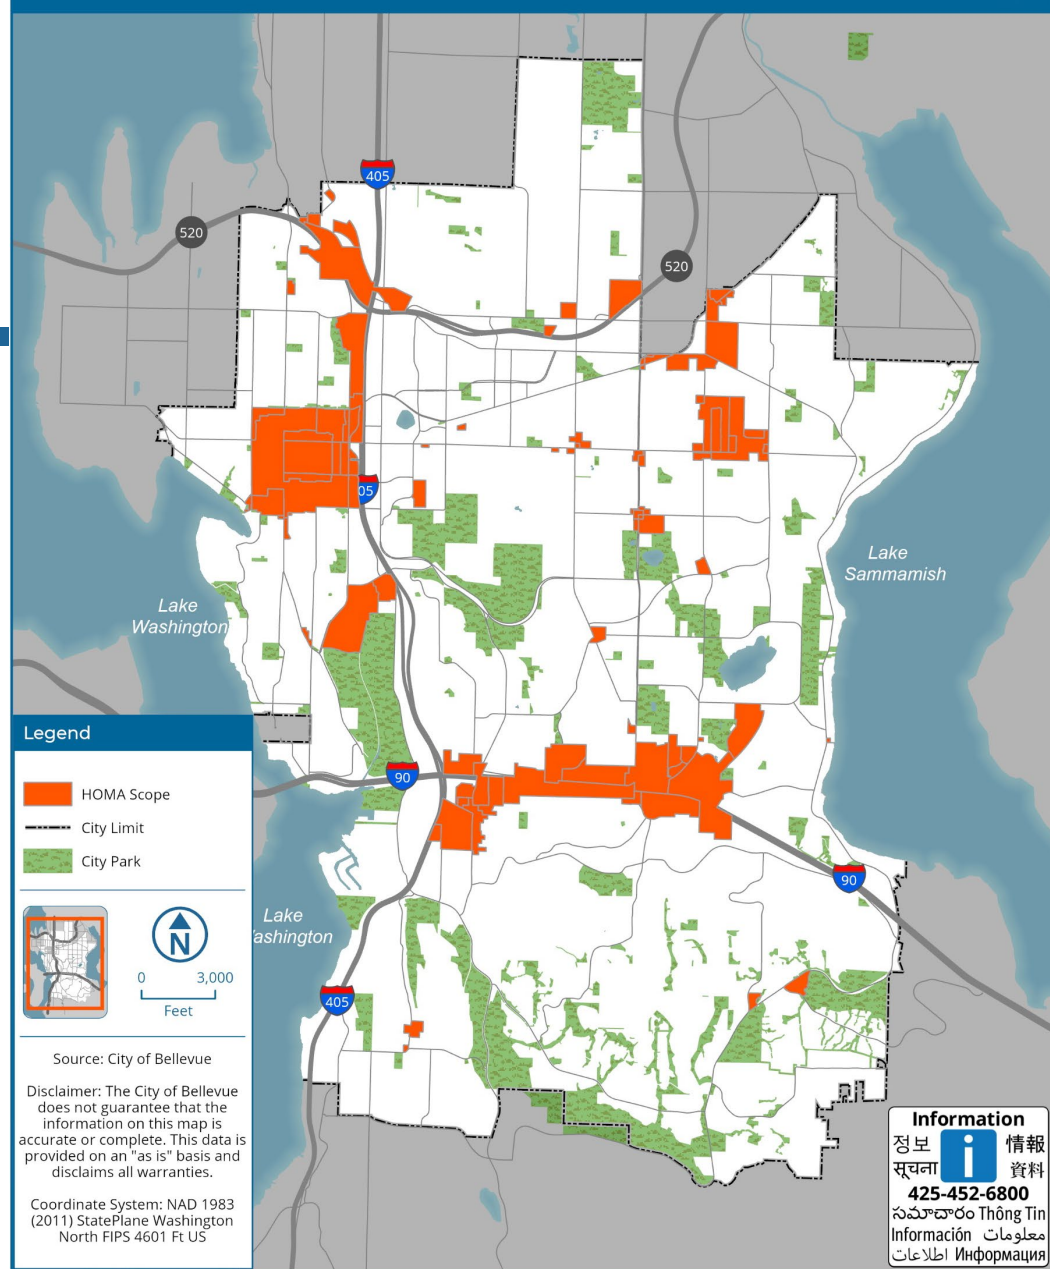 405
520
520
05
Lake
Sammamish
Lake
Washington
Legend
HOMA Scope
City Limit
City Park
90
90
N
0 3,000
Feet
Lake
ashington
405
Source: City of Bellevue
Disclaimer: The City of Bellevue
does not guarantee that the
information on this map is
accurate or complete. This data is
provided on an "as is" basis and
disclaims all warranties.
Coordinate System: NAD 1983
(2011) StatePlane Washington
North FIPS 4601 Ft US
Information
정보 i 情報
सूचना 資料
425-452-6800
సమాచారం Thông Tin
Información معلومات
اطلاعات Информация